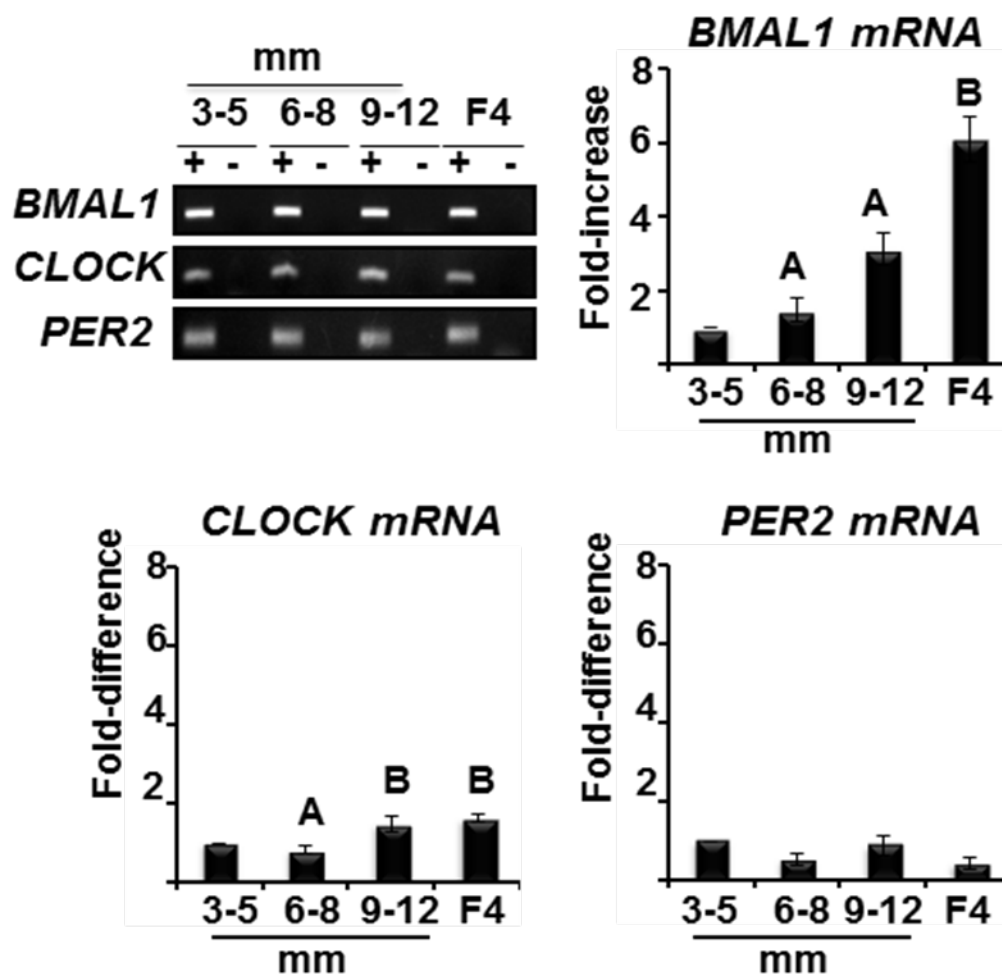 mm
3-5 6-8 9-12 F4
+ - + - + - + -
BMAL1
CLOCK
PER2
BMAL1 mRNA
Fold-increase
8
6
4
2
A
A
B
3-5 6-8 9-12 F4
mm
CLOCK mRNA
Fold-difference
8
6
4
2
A
B
B
3-5 6-8 9-12 F4
mm
PER2 mRNA
Fold-difference
8
6
4
2
3-5 6-8 9-12 F4
mm